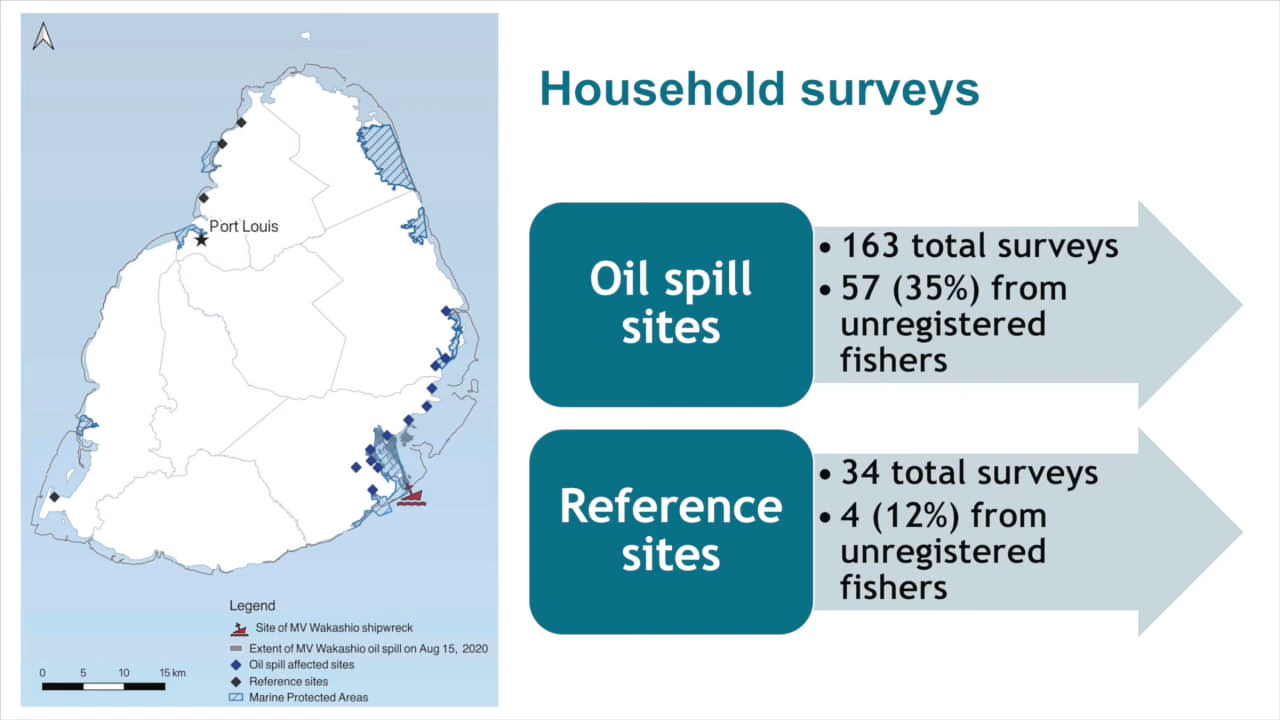 Household surveys
Port Louis
Oil spill
sites
• 163 total surveys
• 57 (35%) from
unregistered
fishers
Reference
sites
• 34 total surveys
• 4 (12%) from
unregistered
fishers
Legend
Site of MV Wakashio shipwreck
Extent of MV Wakashio oil spill on Aug 15, 2020
Oil spill affected sites
Reference sites
Marine Protected Areas
0 5 10 15 km